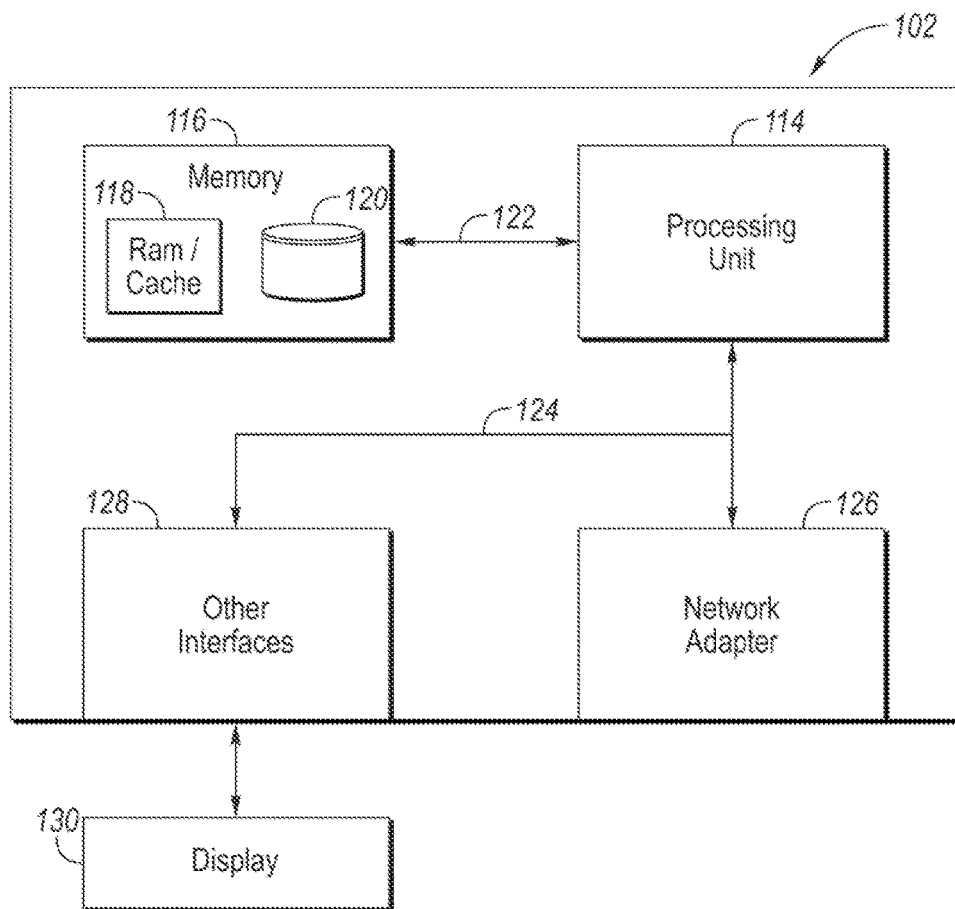 102
116
114
Memory
118
120
Ram /
Cache
122
Processing
Unit
124
128
126
Other
Interfaces
Network
Adapter
130
Display